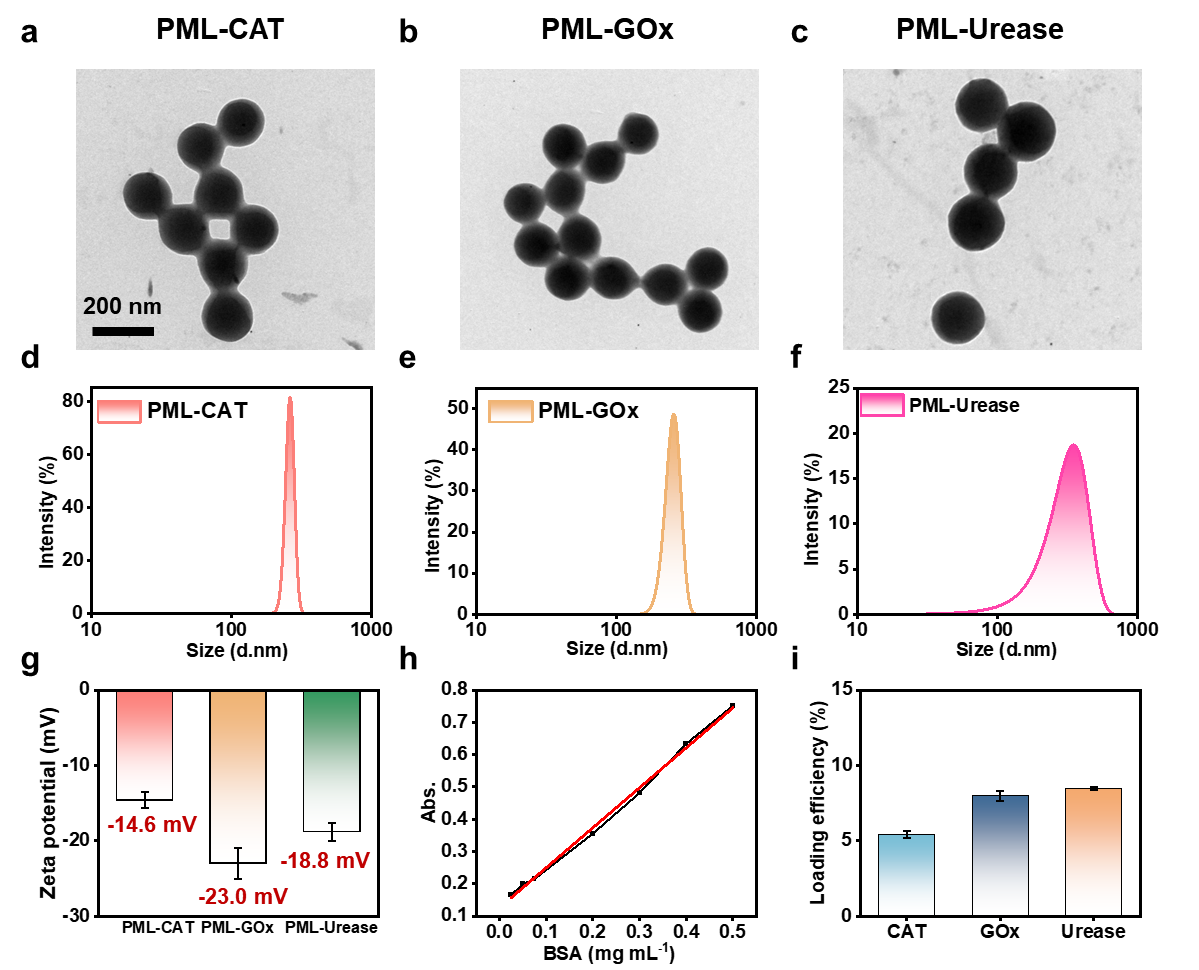 a PML-CAT b PML-GOx c PML-Urease
200 nm
d e f
80
60
40
20
0
Intensity (%)
PML-CAT
10 100 1000
Size (d.nm)
50
40
30
20
10
0
Intensity (%)
PML-GOx
10 100 1000
Size (d.nm)
25
20
15
10
5
0
Intensity (%)
PML-Urease
10 100 1000
Size (d.nm)
g h i
0
-10
-20
-30
Zeta potential (mV)
-14.6 mV
-23.0 mV
-18.8 mV
PML-CAT PML-GOx PML-Urease
0.8
0.7
0.6
0.5
0.4
0.3
0.2
0.1
Abs.
0.0 0.1 0.2 0.3 0.4 0.5
BSA (mg mL⁻¹)
15
10
5
0
Loading efficiency (%)
CAT GOx Urease